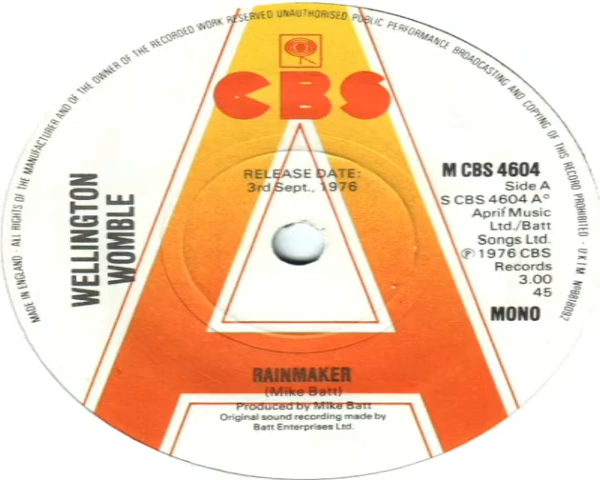 MADE IN ENGLAND - ALL RIGHTS OF THE MANUFACTURER AND OF THE OWNER OF THE RECORDED WORK RESERVED UNAUTHORISED PUBLIC PERFORMANCE BROADCASTING AND COPYING OF THIS RECORD PROHIBITED - U.K.T.M. No 8818092
CBS
RELEASE DATE:
3rd Sept., 1976
WELLINGTON
WOMBLE
M CBS 4604
Side A
S CBS 4604 A°
April Music
Ltd./Batt
Songs Ltd.
℗ 1976 CBS
Records
3.00
45
MONO
RAINMAKER
(Mike Batt)
Produced by Mike Batt
Original sound recording made by
Batt Enterprises Ltd.